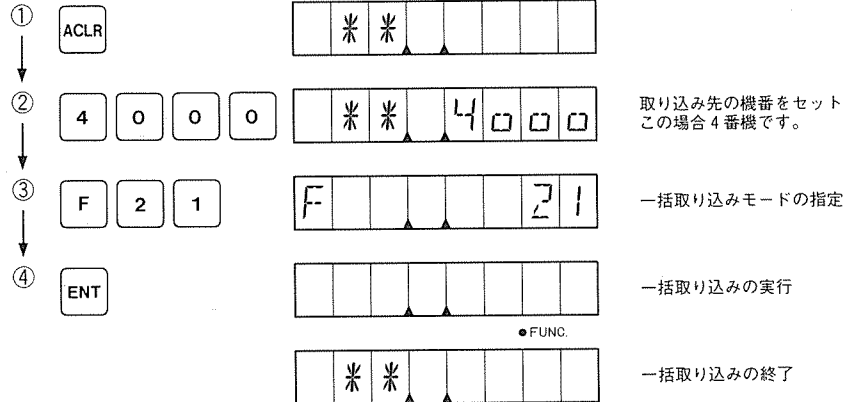 ① ACLR ** 
② 4 0 0 0 ** 4000 取り込み先の機番をセット
この場合4番機です。
③ F 2 1 F 21 一括取り込みモードの指定
④ ENT 一括取り込みの実行
●FUNC.
** 一括取り込みの終了